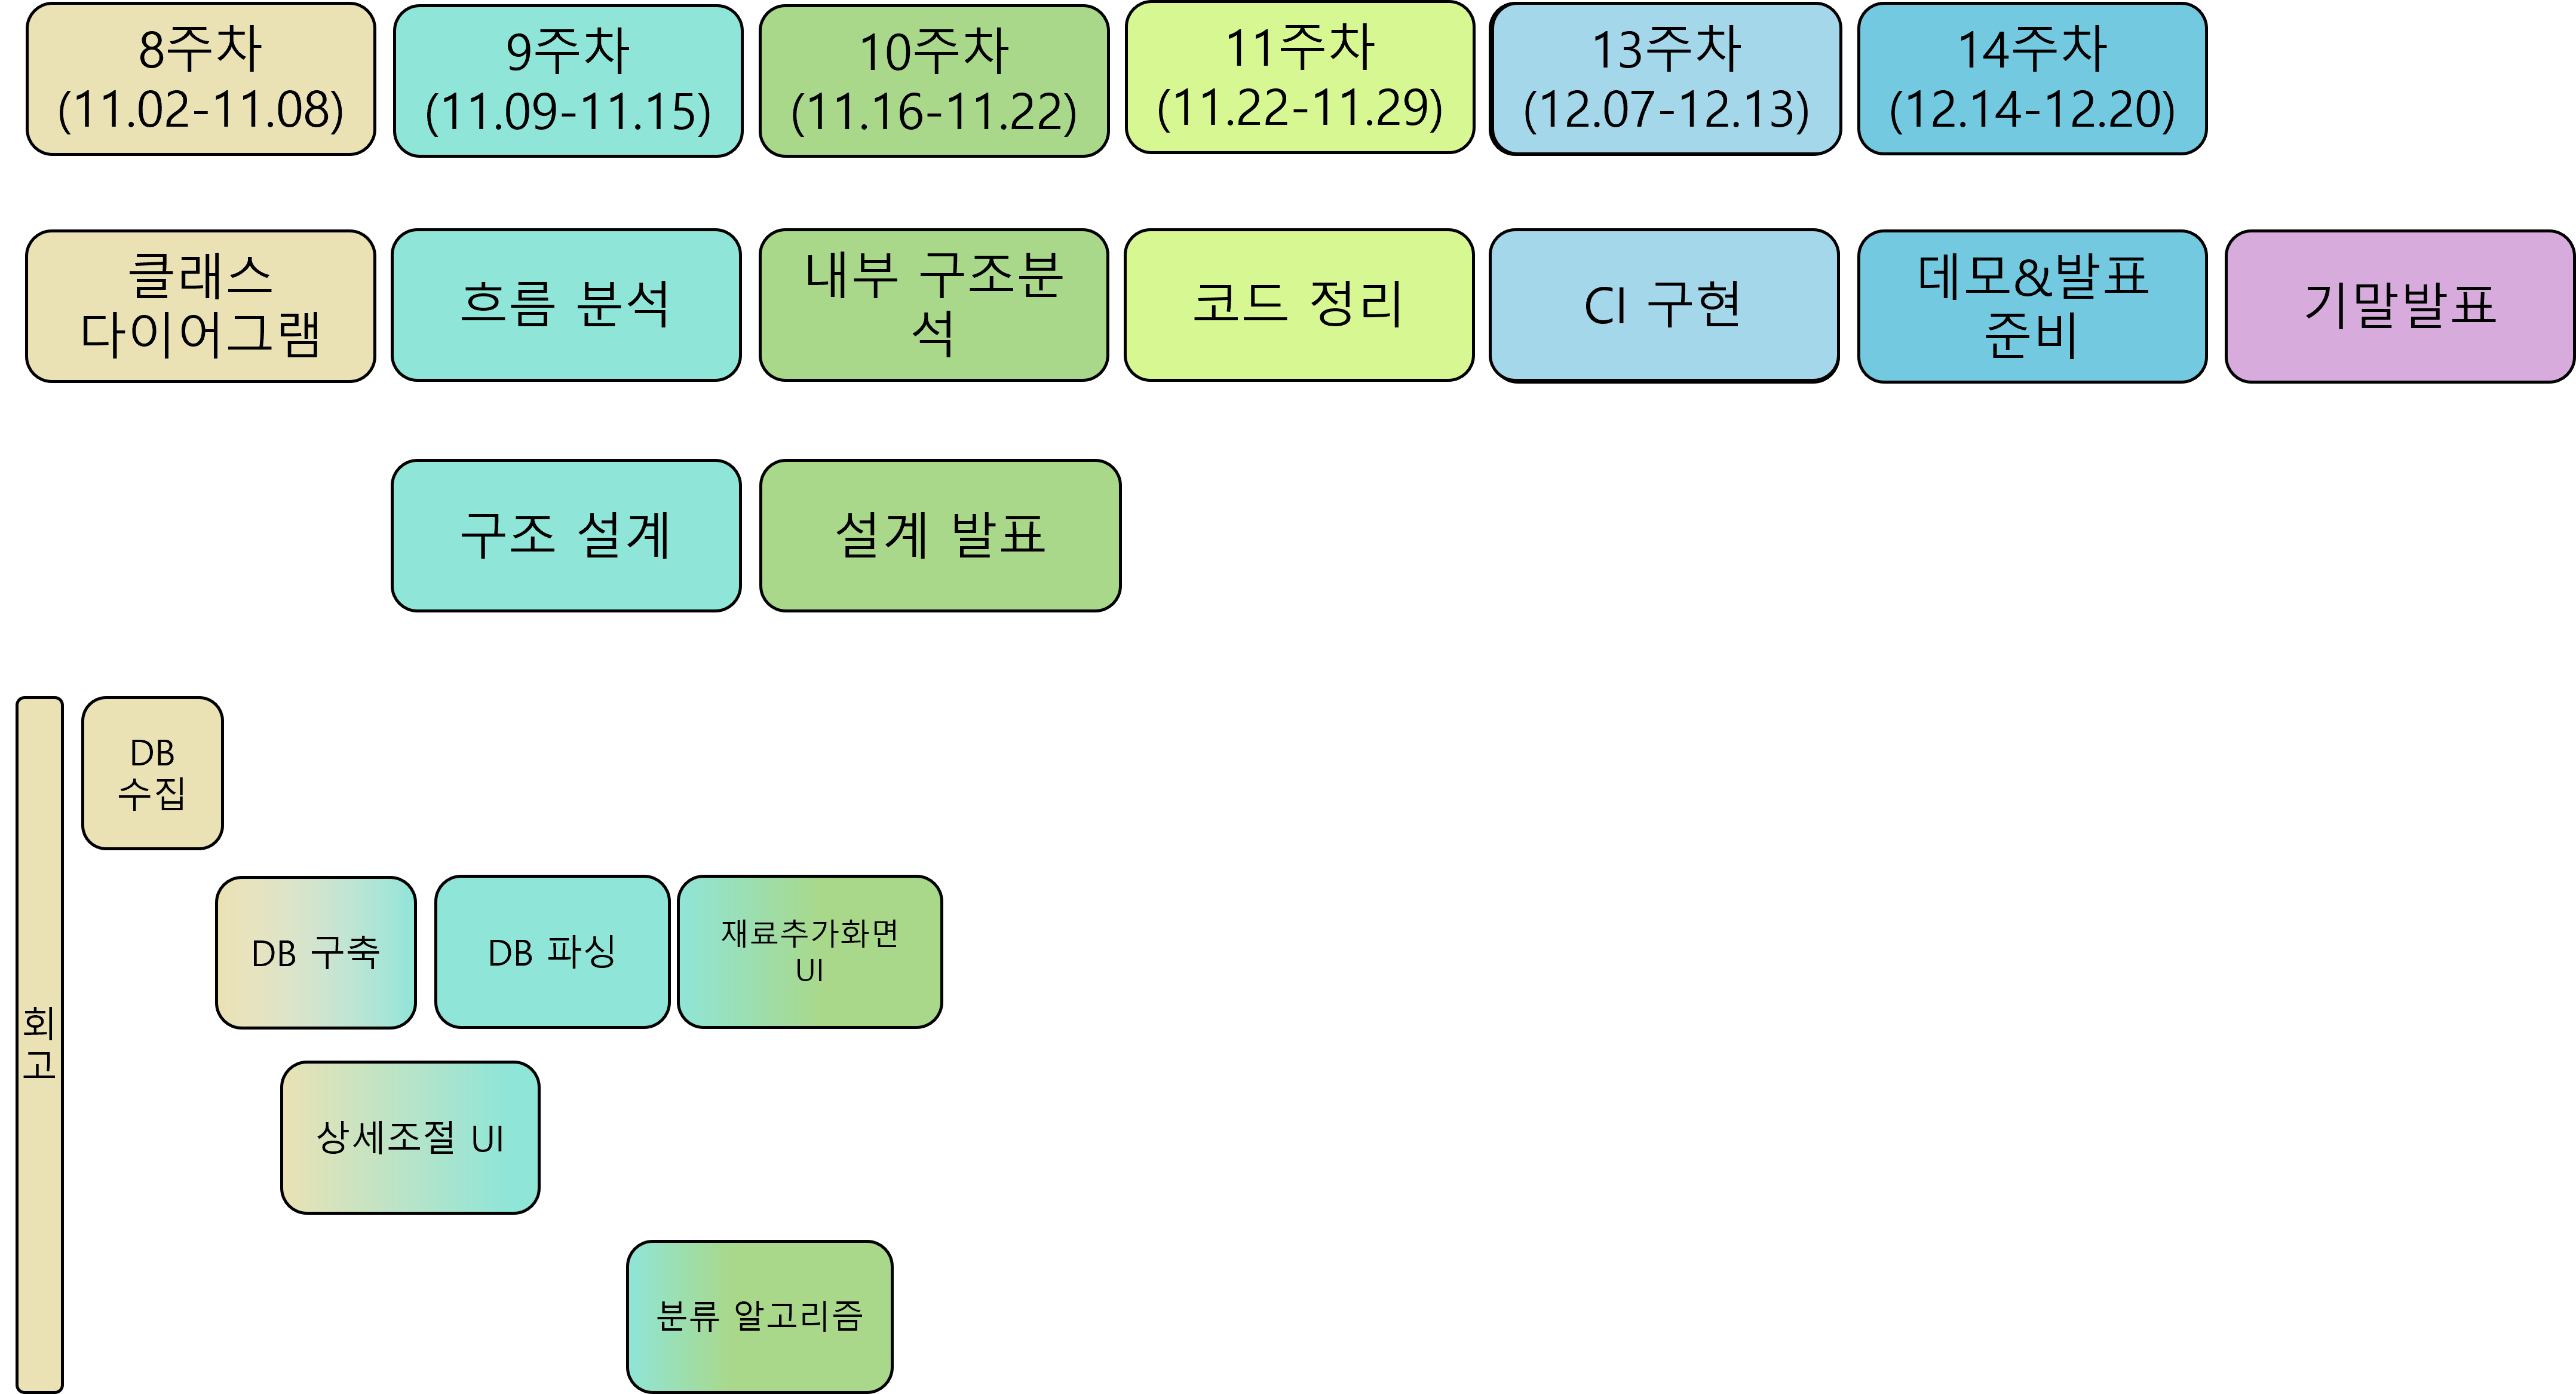 8주차
(11.02-11.08)
9주차
(11.09-11.15)
10주차
(11.16-11.22)
11주차
(11.22-11.29)
13주차
(12.07-12.13)
14주차
(12.14-12.20)
클래스
다이어그램
흐름 분석
내부 구조분
석
코드 정리
CI 구현
데모&발표
준비
기말발표
구조 설계
설계 발표
회
고
DB
수집
DB 구축
DB 파싱
재료추가화면
UI
상세조절 UI
분류 알고리즘